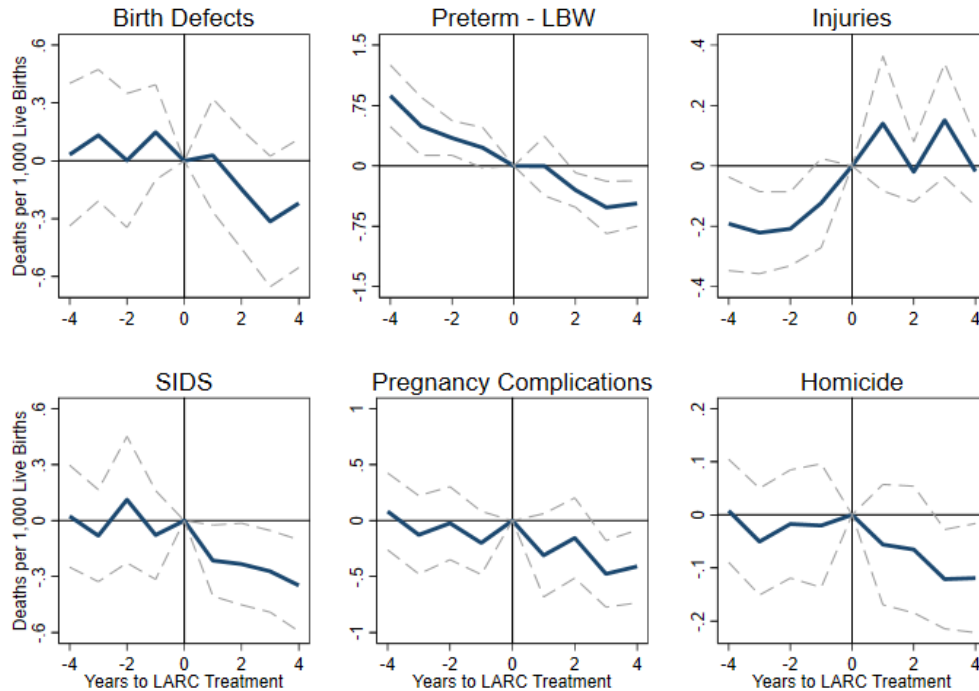 Birth Defects
Preterm - LBW
Injuries
Deaths per 1,000 Live Births
.6
.3
0
-.3
-.6
-4 -2 0 2 4
1.5
.75
0
-.75
-1.5
-4 -2 0 2 4
.4
.2
0
-.2
-.4
-4 -2 0 2 4
SIDS
Pregnancy Complications
Homicide
Deaths per 1,000 Live Births
.6
.3
0
-.3
-.6
-4 -2 0 2 4
Years to LARC Treatment
1
.5
0
-.5
-1
-4 -2 0 2 4
Years to LARC Treatment
.2
.1
0
-.1
-.2
-4 -2 0 2 4
Years to LARC Treatment